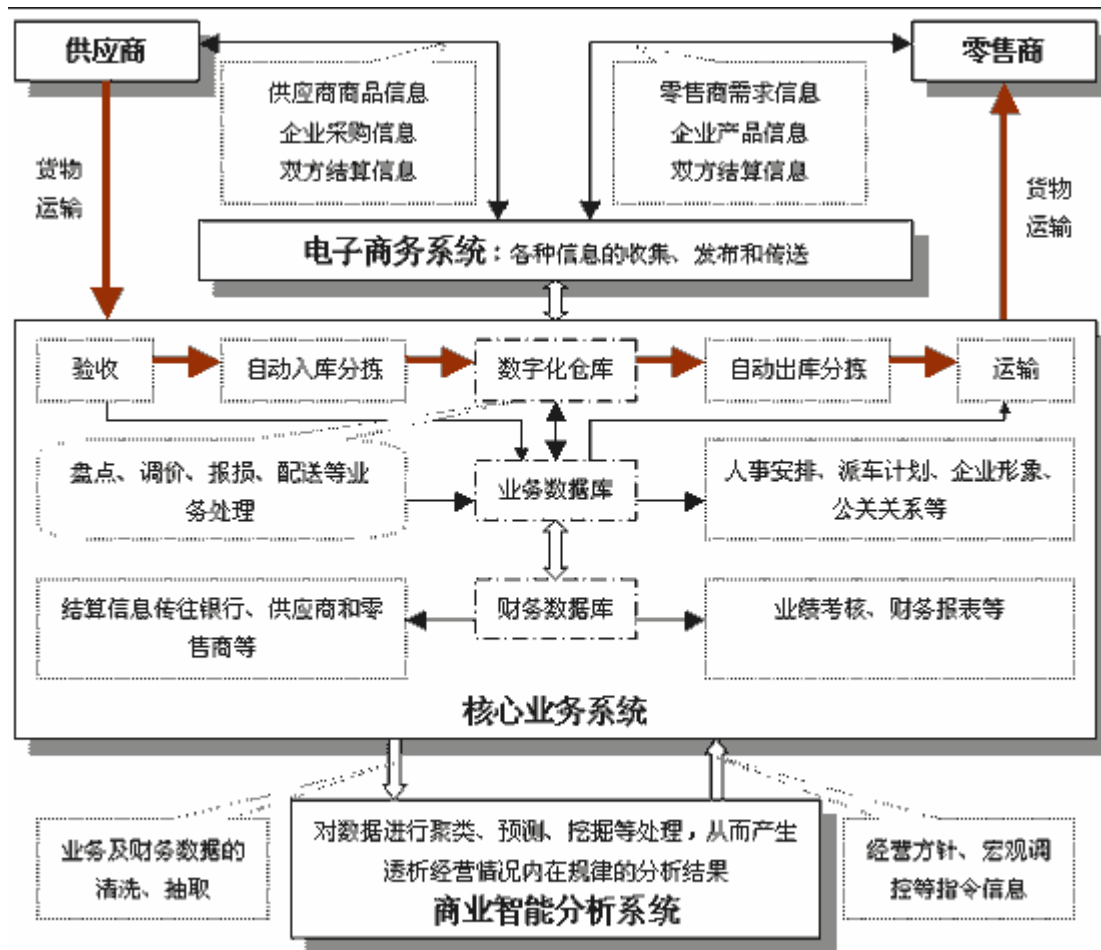 供应商
零售商
供应商商品信息
企业采购信息
双方结算信息
零售商需求信息
企业产品信息
双方结算信息
货物
运输
货物
运输
电子商务系统：各种信息的收集、发布和传送
验收
自动入库分拣
数字化仓库
自动出库分拣
运输
盘点、调价、报损、配送等业
务处理
业务数据库
人事安排、派车计划、企业形象、
公关关系等
结算信息传往银行、供应商和零
售商等
财务数据库
业绩考核、财务报表等
核心业务系统
业务及财务数据的
清洗、抽取
对数据进行聚类、预测、挖掘等处理，从而产生
透析经营情况内在规律的分析结果
商业智能分析系统
经营方针、宏观调
控等指令信息